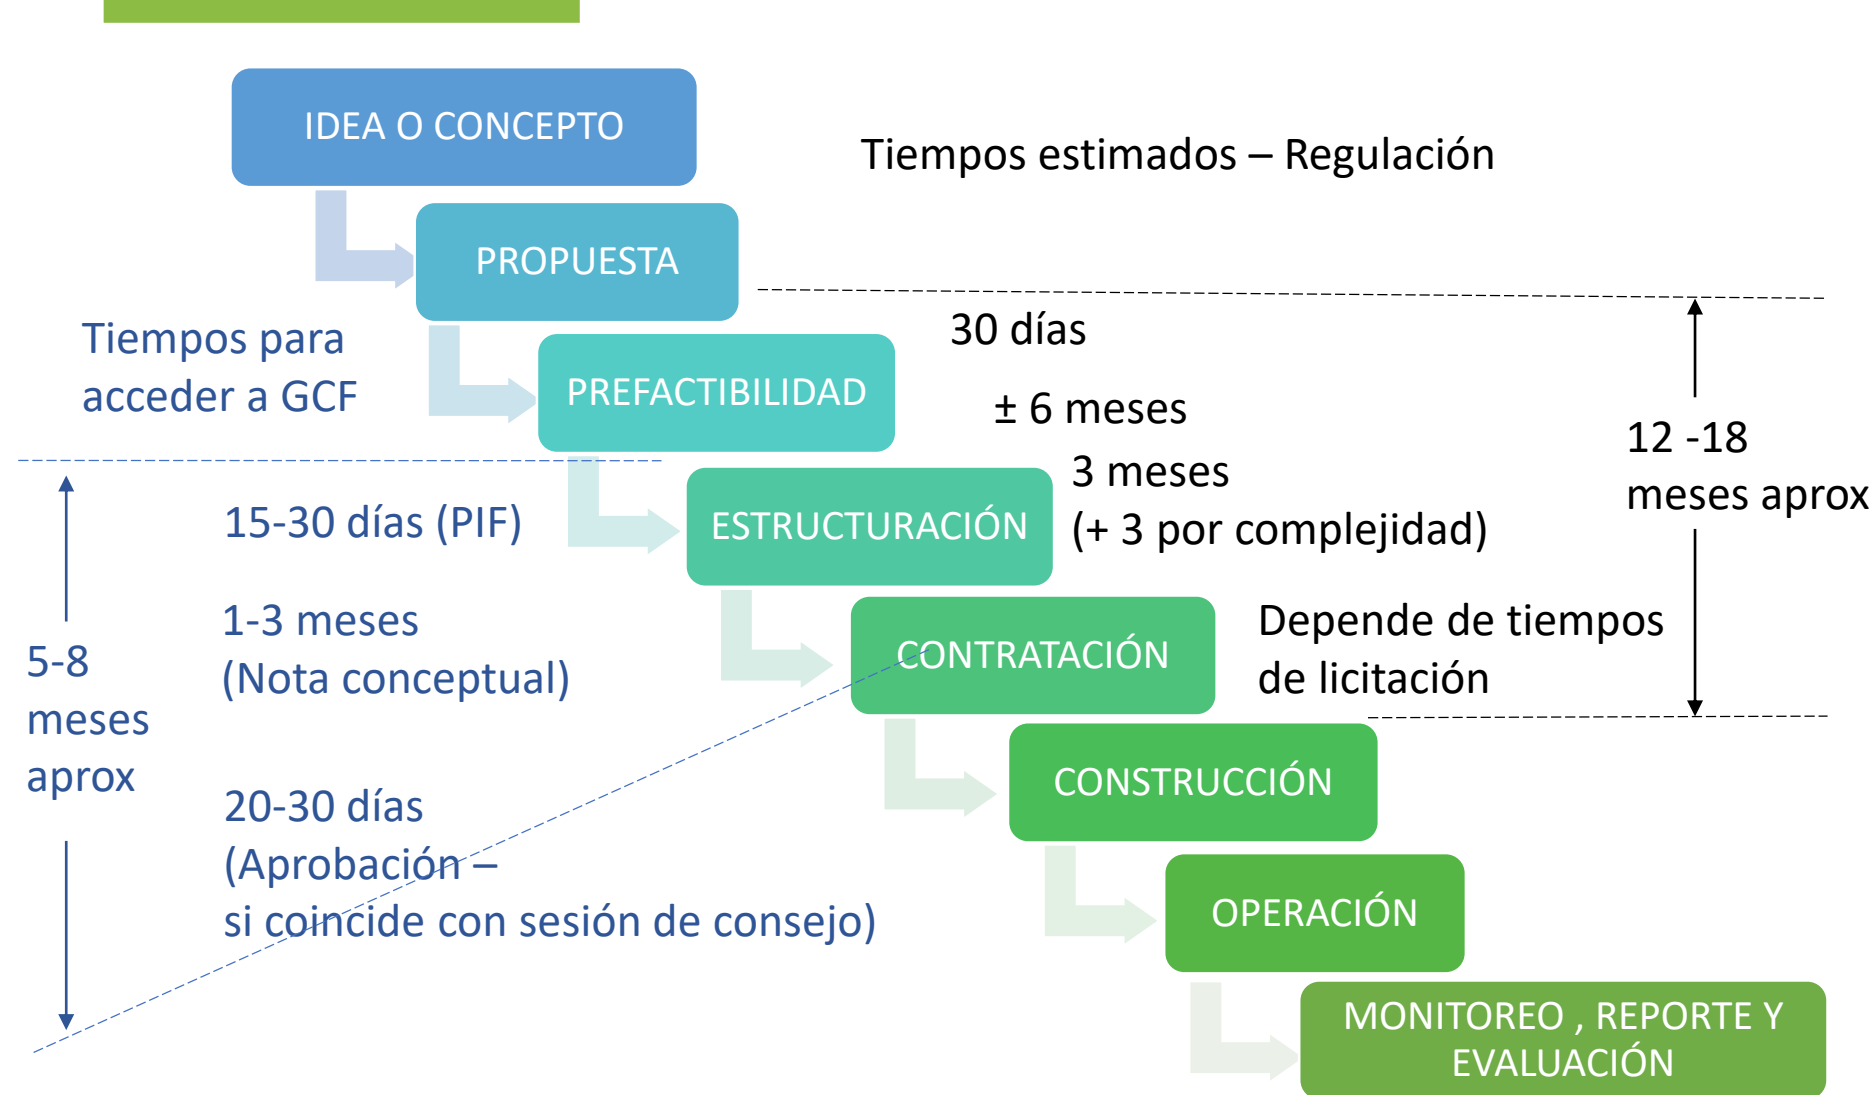 IDEA O CONCEPTO
Tiempos estimados – Regulación
PROPUESTA
30 días
Tiempos para
acceder a GCF
PREFACTIBILIDAD
± 6 meses
12 -18
meses aprox
3 meses
(+ 3 por complejidad)
ESTRUCTURACIÓN
15-30 días (PIF)
1-3 meses
(Nota conceptual)
CONTRATACIÓN
Depende de tiempos
de licitación
5-8
meses
aprox
CONSTRUCCIÓN
20-30 días
(Aprobación –
si coincide con sesión de consejo)
OPERACIÓN
MONITOREO , REPORTE Y
EVALUACIÓN